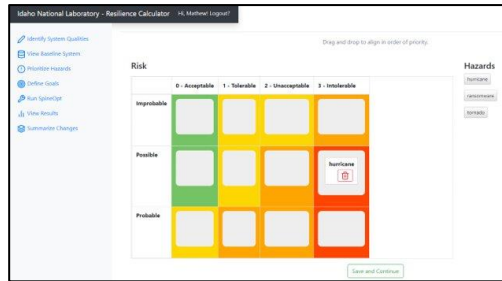 Idaho National Laboratory - Resilience Calculator Hi, Mathew! Logout?
Identify System Qualities
View Baseline System
Prioritize Hazards
Define Goals
Run SpineOpt
View Results
Summarize Changes
Drag and drop to align in order of priority.
Risk
0 - Acceptable 1 - Tolerable 2 - Unacceptable 3 - Intolerable
Improbable
Possible
hurricane
Probable
Hazards
hurricane
ransomware
tornado
Save and Continue